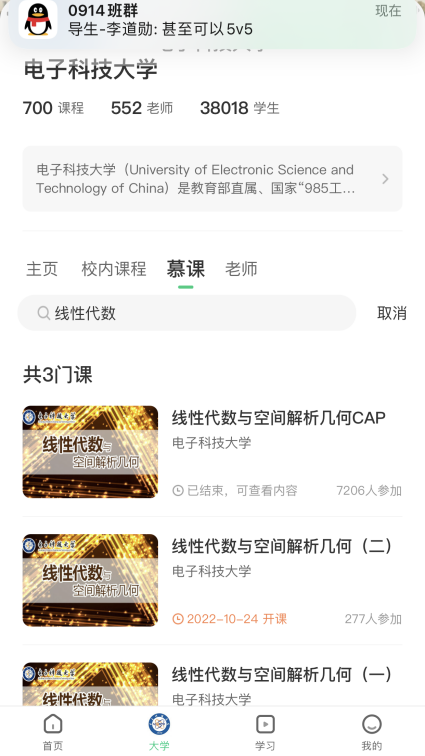 0914班群
现在
导生-李道勋: 甚至可以5v5
电子科技大学
700 课程 552 老师 38018 学生
电子科技大学（University of Electronic Science and
Technology of China）是教育部直属、国家“985工...
主页 校内课程 慕课 老师
线性代数 取消
共3门课
线性代数与
空间解析几何
线性代数与空间解析几何CAP
电子科技大学
已结束，可查看内容 7206人参加
线性代数与
空间解析几何
线性代数与空间解析几何（二）
电子科技大学
2022-10-24 开课 277人参加
线性代数与
线性代数与空间解析几何（一）
电子科技大学
首页 大学 学习 我的